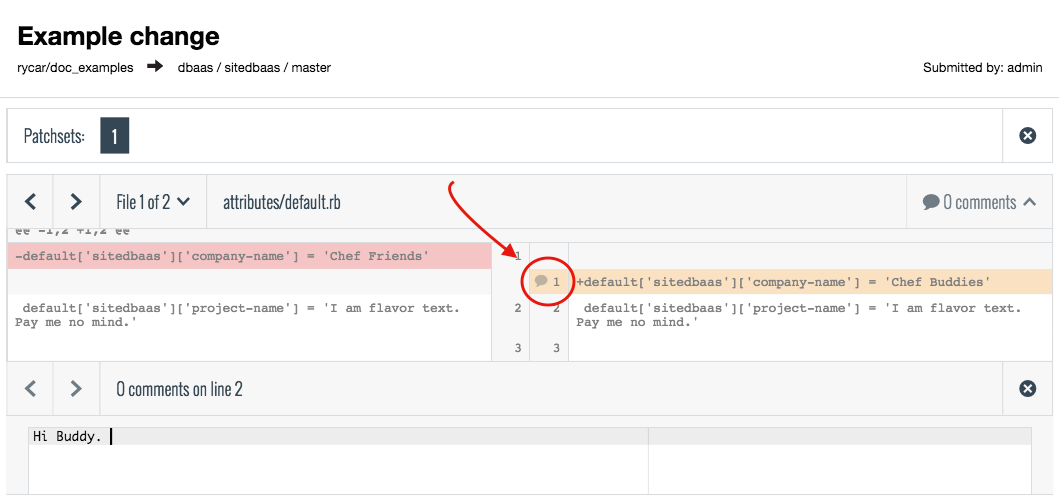 Example change
rycar/doc_examples dbaas / sitedbaas / master Submitted by: admin
Patchsets: 1
File 1 of 2 attributes/default.rb 0 comments
@@ -1,2 +1,2 @@
-default['sitedbaas']['company-name'] = 'Chef Friends' 1
1 +default['sitedbaas']['company-name'] = 'Chef Buddies'
default['sitedbaas']['project-name'] = 'I am flavor text. 2 2 default['sitedbaas']['project-name'] = 'I am flavor text.
Pay me no mind.' Pay me no mind.'
3 3
0 comments on line 2
Hi Buddy.